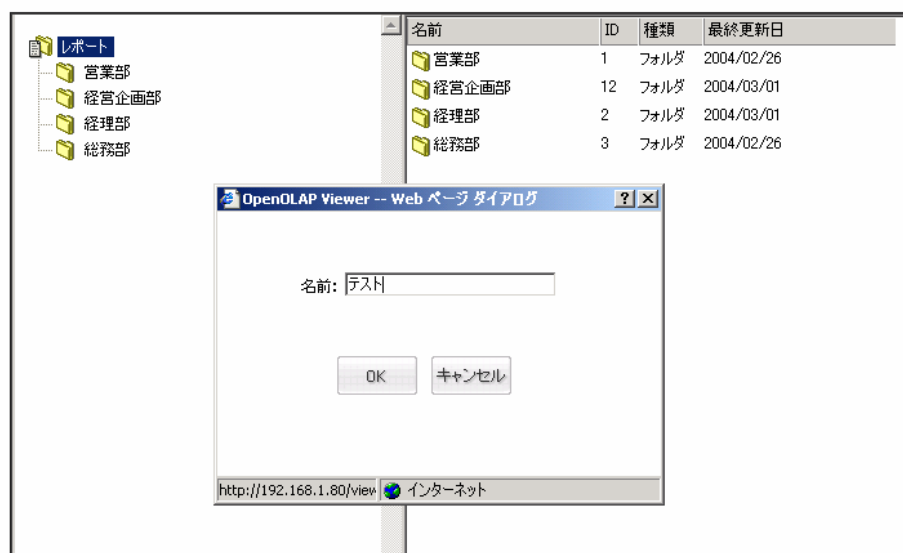 レポート
営業部
経営企画部
経理部
総務部
名前 ID 種類 最終更新日
営業部 1 フォルダ 2004/02/26
経営企画部 12 フォルダ 2004/03/01
経理部 2 フォルダ 2004/03/01
総務部 3 フォルダ 2004/02/26
OpenOLAP Viewer -- Web ページ ダイアログ
名前: テスト
OK キャンセル
http://192.168.1.80/view インターネット